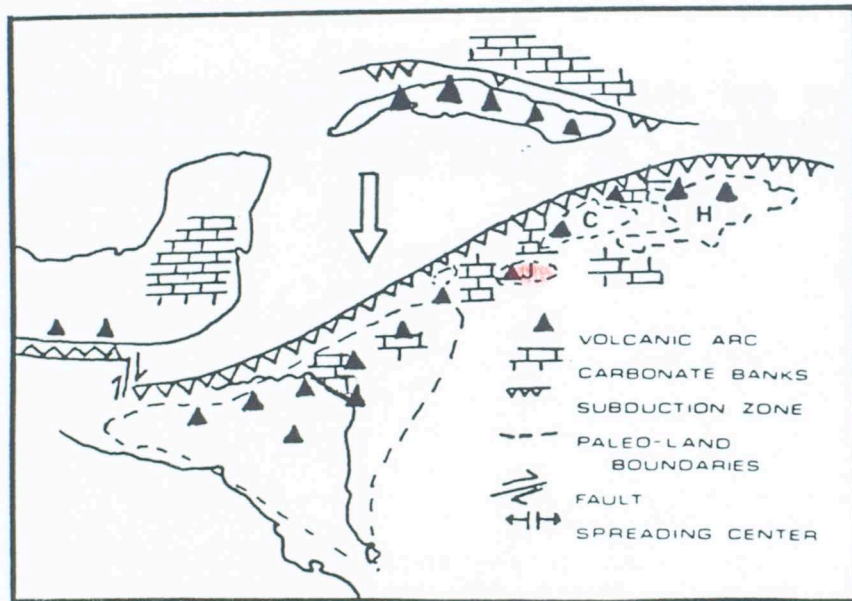 C
H
J
VOLCANIC ARC
CARBONATE BANKS
SUBDUCTION ZONE
PALEO-LAND
BOUNDARIES
FAULT
SPREADING CENTER